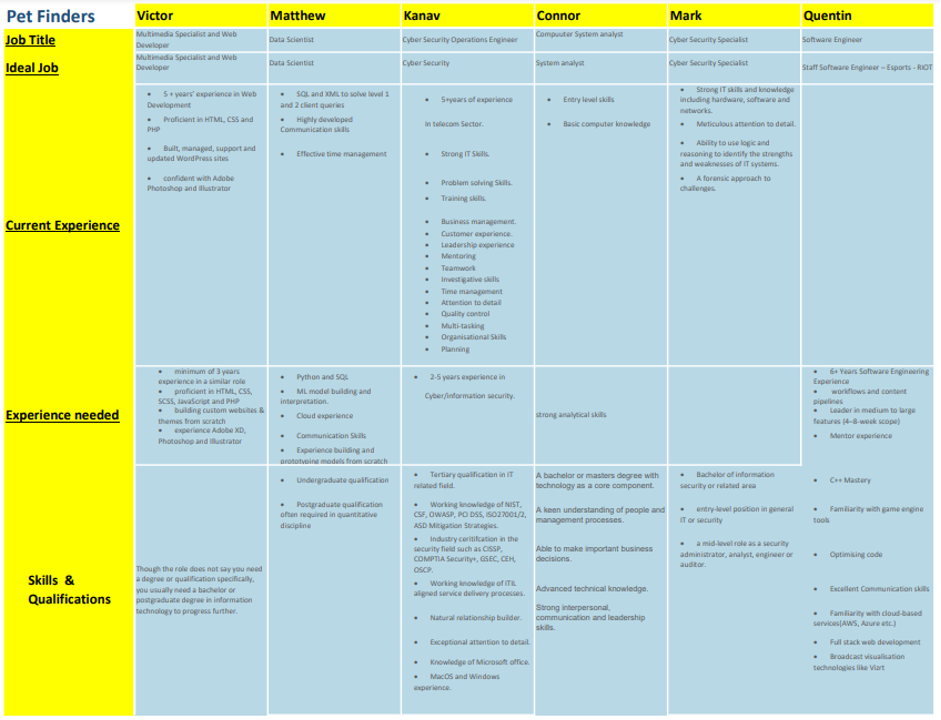 Pet Finders
Victor
Matthew
Kanav
Connor
Mark
Quentin
Job Title
Multimedia Specialist and Web
Developer
Data Scientist
Cyber Security Operations Engineer
Compuuter System analyst
Cyber Security Specialist
Software Engineer
Ideal Job
Multimedia Specialist and Web
Developer
Data Scientist
Cyber Security
System analyst
Cyber Security Specialist
Staff Software Engineer – Esports - RIOT
Current Experience
• 5 + years' experience in Web
Development
• Proficient in HTML, CSS and
PHP
• Built, managed, support and
updated WordPress sites
• confident with Adobe
Photoshop and Illustrator
• SQL and XML to solve level 1
and 2 client queries
• Highly developed
Communication skills
• Effective time management
• 5+years of experience
In telecom Sector.
• Strong IT Skills.
• Problem solving Skills.
• Training skills.
• Business management.
• Customer experience.
• Leadership experience
• Mentoring
• Teamwork
• Investigative skills
• Time management
• Attention to detail
• Quality control
• Multi-tasking
• Organisational Skills
• Planning
• Entry level skills
• Basic computer knowledge
• Strong IT skills and knowledge
including hardware, software and
networks.
• Meticulous attention to detail.
• Ability to use logic and
reasoning to identify the strengths
and weaknesses of IT systems.
• A forensic approach to
challenges.
Experience needed
• minimum of 3 years
experience in a similar role
• proficient in HTML, CSS,
SCSS, JavaScript and PHP
• building custom websites &
themes from scratch
• experience Adobe XD,
Photoshop and Illustrator
• Python and SQL
• ML model building and
interpretation.
• Cloud experience
• Communication Skills
• Experience building and
prototyping models from scratch
• 2-5 years experience in
Cyber/information security.
strong analytical skills
• 6+ Years Software Engineering
Experience
• workflows and content
pipelines
• Leader in medium to large
features (4–8-week scope)
• Mentor experience
Skills &
Qualifications
Though the role does not say you need
a degree or qualification specifically,
you usually need a bachelor or
postgraduate degree in information
technology to progress further.
• Undergraduate qualification
• Postgraduate qualification
often required in quantitative
discipline
• Tertiary qualification in IT
related field.
• Working knowledge of NIST,
CSF, OWASP, PCI DSS, ISO27001/2,
ASD Mitigation Strategies.
• Industry ceritifcation in the
security field such as CISSP,
COMPTIA Security+, GSEC, CEH,
OSCP.
• Working knowledge of ITIL
aligned service delivery processes.
• Natural relationship builder.
• Exceptional attention to detail.
• Knowledge of Microsoft office.
• MacOS and Windows
experience.
A bachelor or masters degree with
technology as a core component.
A keen understanding of people and
management processes.
Able to make important business
decisions.
Advanced technical knowledge.
Strong interpersonal,
communication and leadership
skills.
• Bachelor of information
security or related area
• entry-level position in general
IT or security
• a mid-level role as a security
administrator, analyst, engineer or
auditor.
• C++ Mastery
• Familiarity with game engine
tools
• Optimising code
• Excellent Communication skills
• Familiarity with cloud-based
services(AWS, Azure etc.)
• Full stack web development
• Broadcast visualisation
technologies like Vizrt